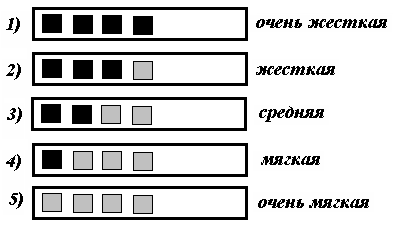 1) очень жесткая
2) жесткая
3) средняя
4) мягкая
5) очень мягкая